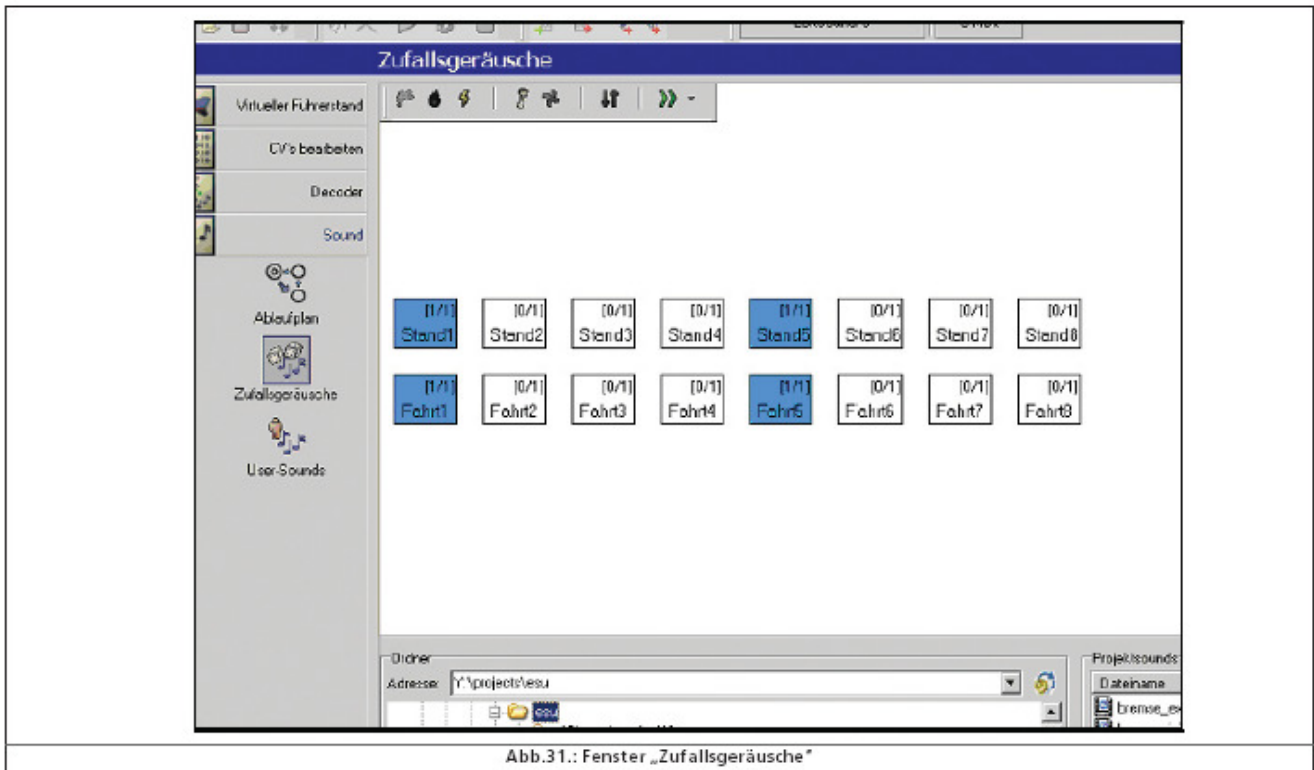 Zufallsgeräusche
Virtueller Führerstand
CV's bearbeiten
Decoder
Sound
Ablaufplan
Zufallsgeräusche
User-Sounds
[1/1] [0/1] [0/1] [0/1] [1/1] [0/1] [0/1] [0/1]
Stand1 Stand2 Stand3 Stand4 Stand5 Stand6 Stand7 Stand8
[1/1] [0/1] [0/1] [0/1] [1/1] [0/1] [0/1] [0/1]
Fahrt1 Fahrt2 Fahrt3 Fahrt4 Fahrt5 Fahrt6 Fahrt7 Fahrt8
Ordner
Adresse: Y:\projects\esu
esu
Projektsounds
Dateiname
bremse_e
Abb.31.: Fenster „Zufallsgeräusche"